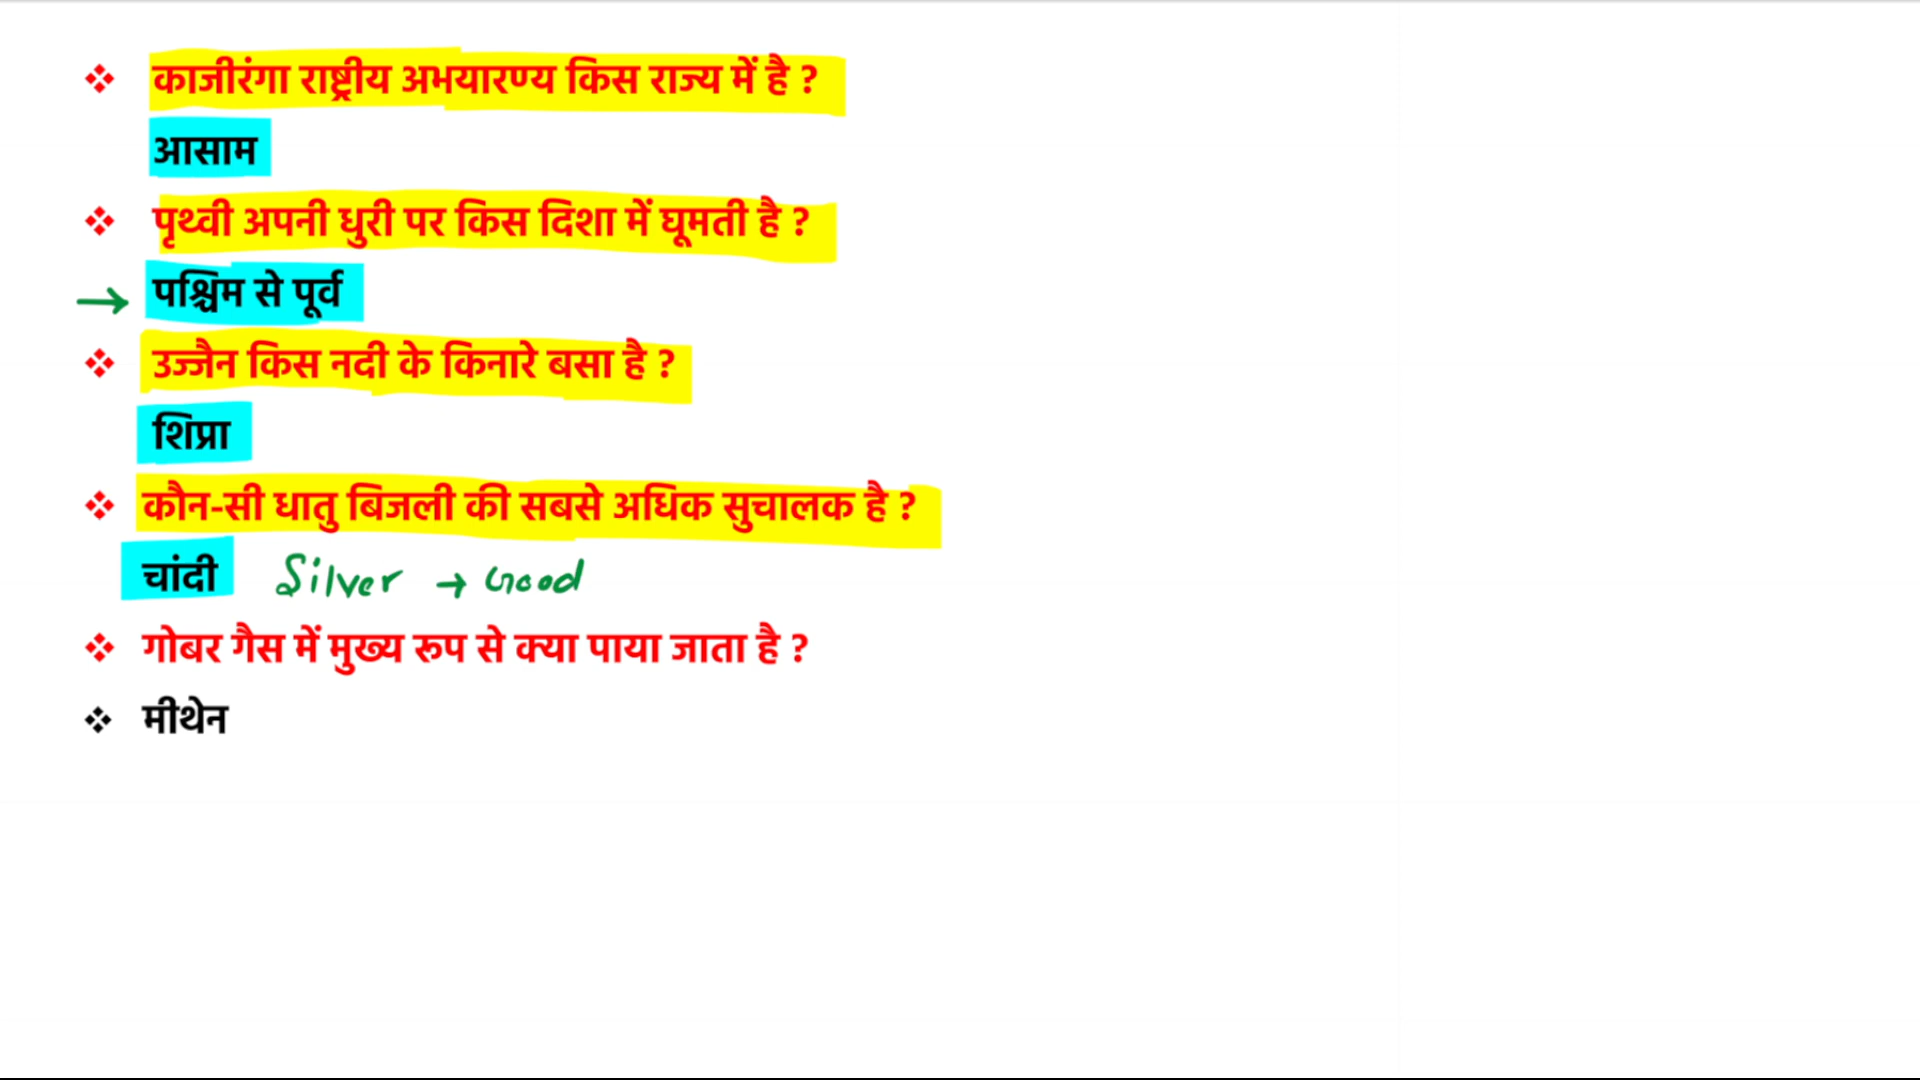 ❖ काजीरंगा राष्ट्रीय अभयारण्य किस राज्य में है ?
आसाम
❖ पृथ्वी अपनी धुरी पर किस दिशा में घूमती है ?
→ पश्चिम से पूर्व
❖ उज्जैन किस नदी के किनारे बसा है ?
शिप्रा
❖ कौन-सी धातु बिजली की सबसे अधिक सुचालक है ?
चांदी Silver → Good
❖ गोबर गैस में मुख्य रूप से क्या पाया जाता है ?
❖ मीथेन